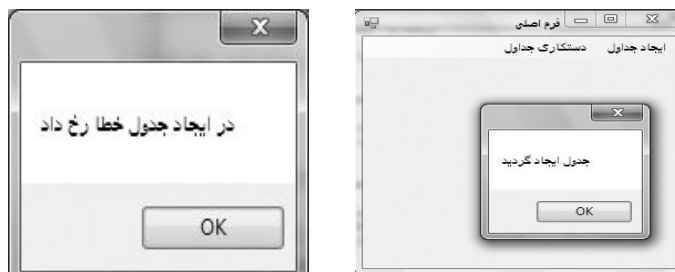 در ایجاد جدول خطا رخ داد
OK
فرم اصلی
ایجاد جداول دستکاری جداول
جدول ایجاد گردید
OK